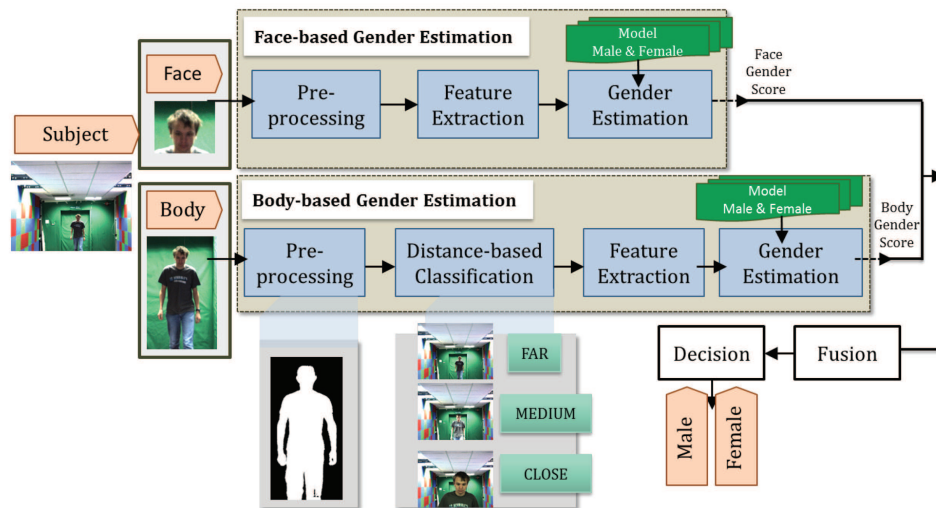 Face-based Gender Estimation
Model
Male & Female
Face
Pre-
processing
Feature
Extraction
Gender
Estimation
Face
Gender
Score
Subject
Body-based Gender Estimation
Model
Male & Female
Body
Pre-
processing
Distance-based
Classification
Feature
Extraction
Gender
Estimation
Body
Gender
Score
FAR
MEDIUM
CLOSE
Decision
Fusion
Male
Female